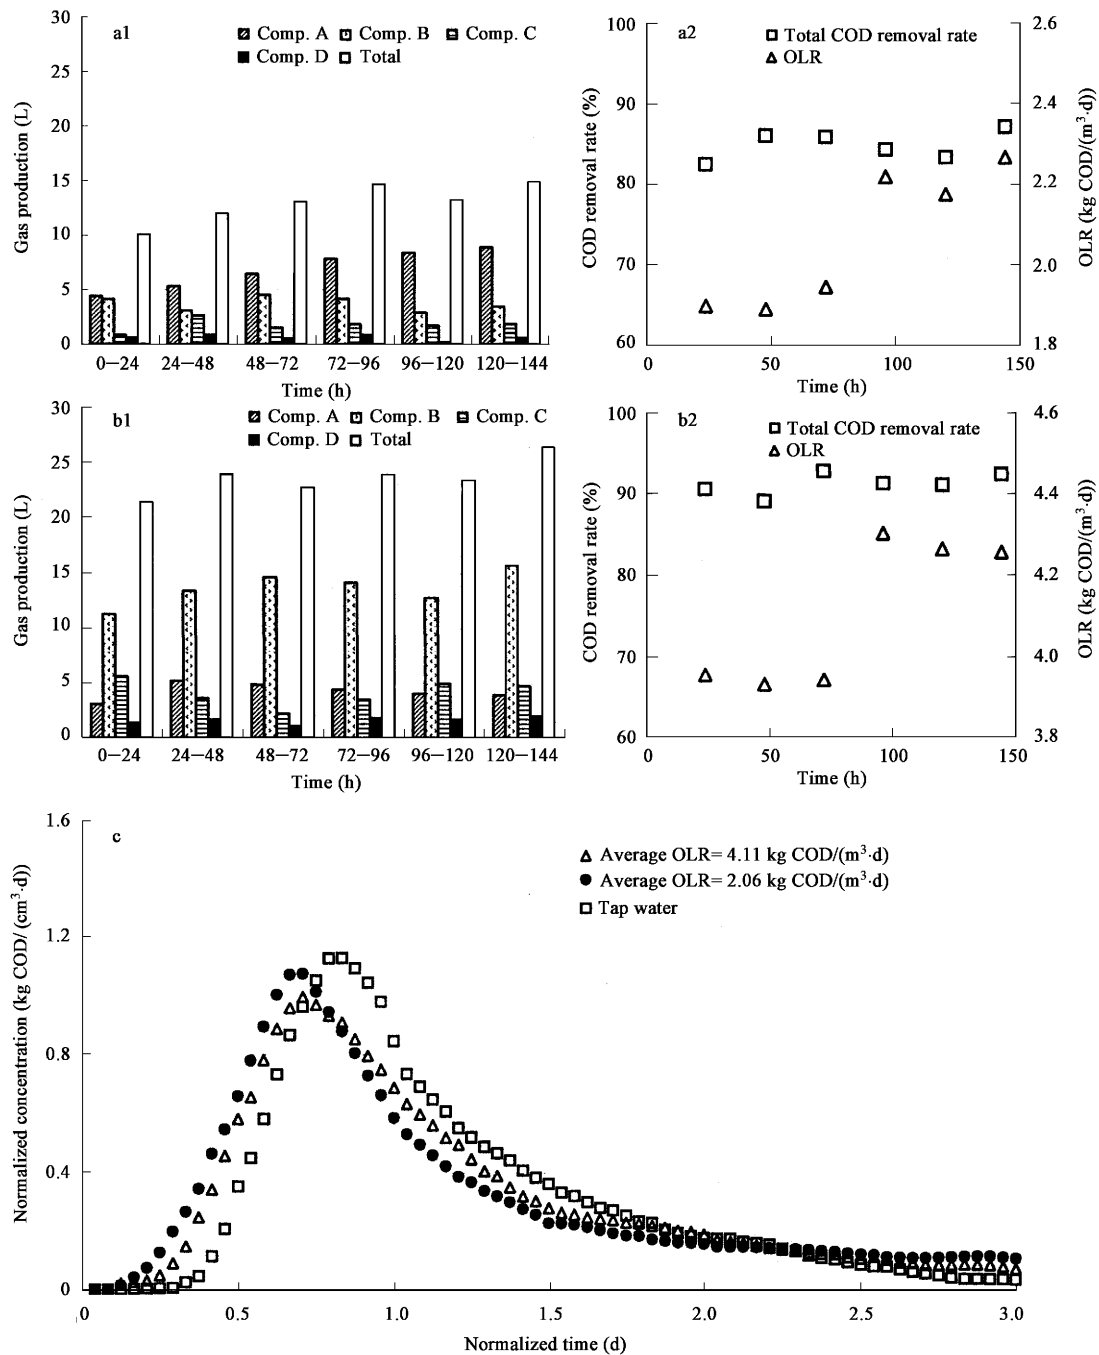 a1
Comp. A Comp. B Comp. C
Comp. D Total
30
25
20
15
10
5
0
Gas production (L)
0—24 24—48 48—72 72—96 96—120 120—144
Time (h)
a2
Total COD removal rate
OLR
100
90
80
70
60
COD removal rate (%)
2.6
2.4
2.2
2.0
1.8
OLR (kg COD/(m³·d)
0 50 100 150
Time (h)
b1
Comp. A Comp. B Comp. C
Comp. D Total
30
25
20
15
10
5
0
Gas production (L)
0—24 24—48 48—72 72—96 96—120 120—144
Time (h)
b2
Total COD removal rate
OLR
100
90
80
70
60
COD removal rate (%)
4.6
4.4
4.2
4.0
3.8
OLR (kg COD/(m³·d)
0 50 100 150
Time (h)
c
Average OLR= 4.11 kg COD/(m³·d)
Average OLR= 2.06 kg COD/(m³·d)
Tap water
1.6
1.2
0.8
0.4
0
Normalized concentration (kg COD/ (cm³·d))
0 0.5 1.0 1.5 2.0 2.5 3.0
Normalized time (d)